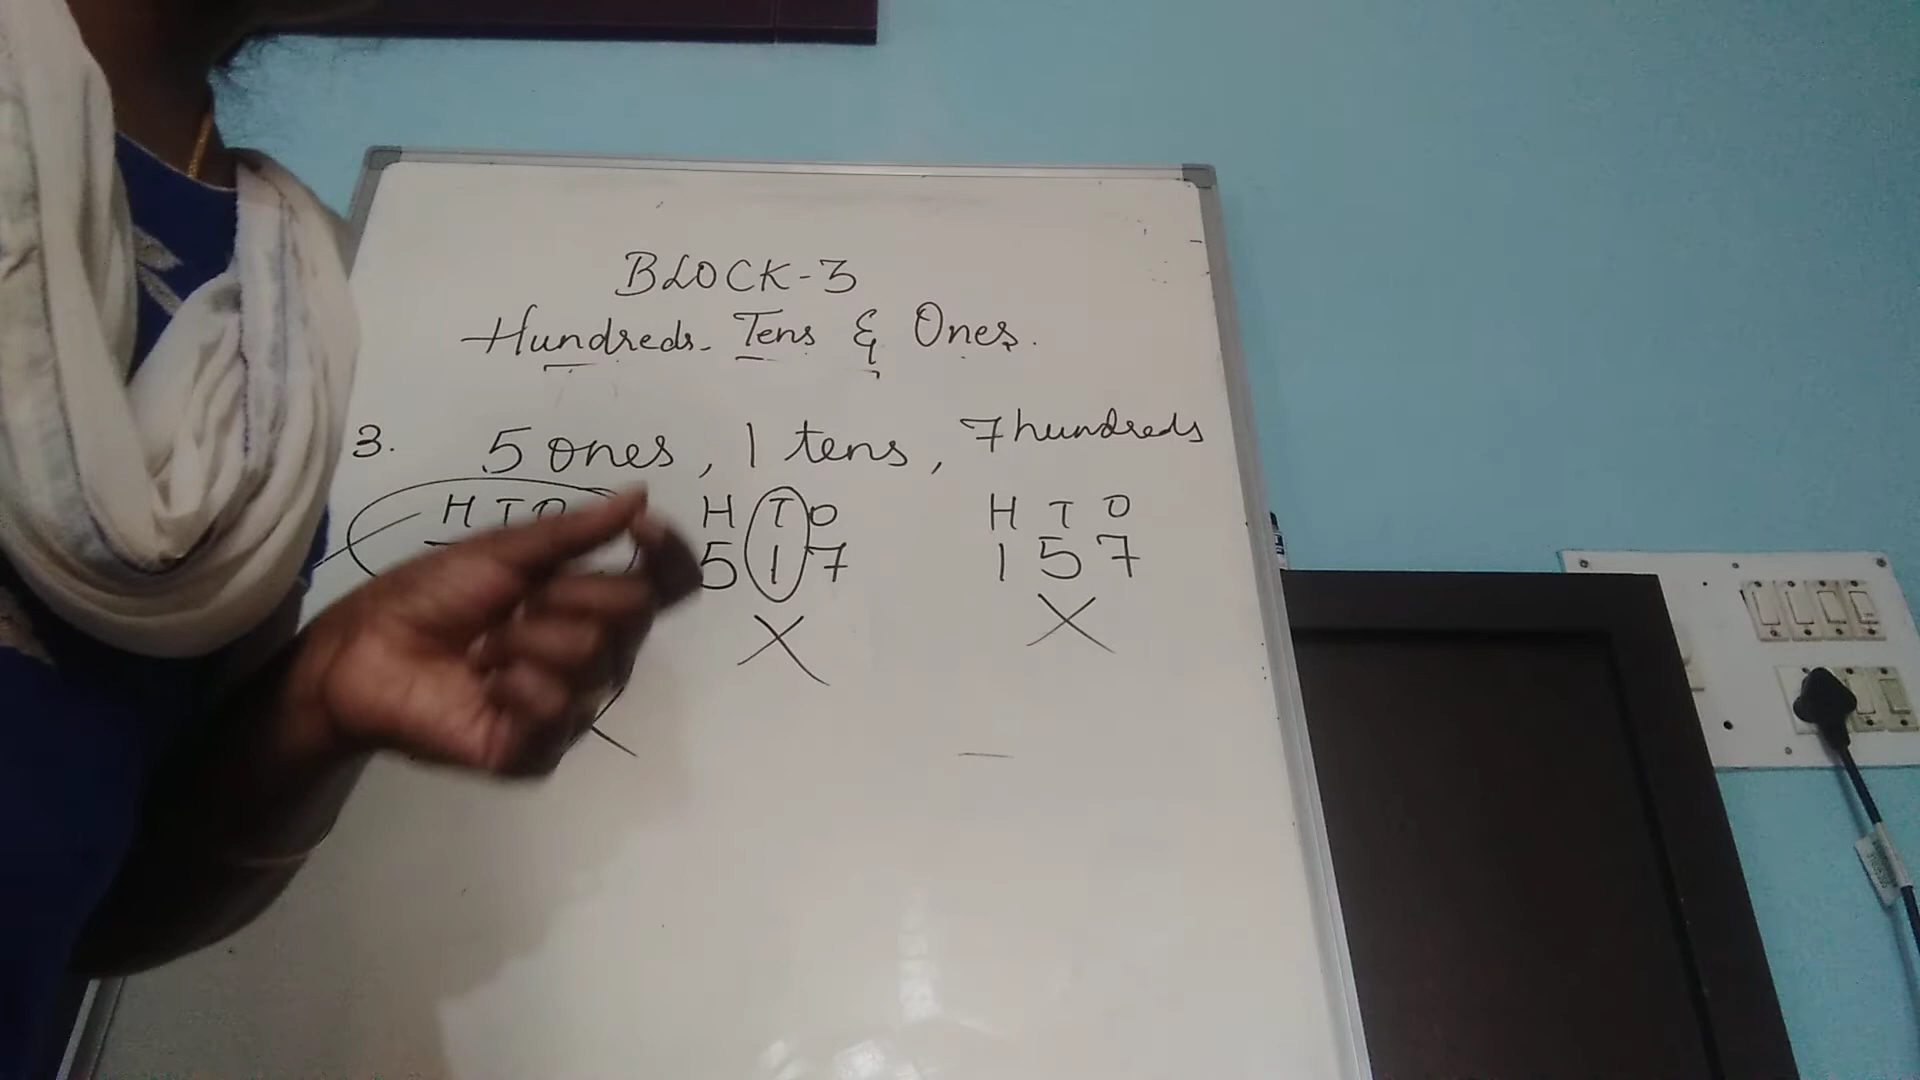 BLOCK-3
Hundreds. Tens & Ones.
3. 5 ones, 1 tens, 7 hundreds
H T O H T O H T O
5 1 7 1 5 7
X X